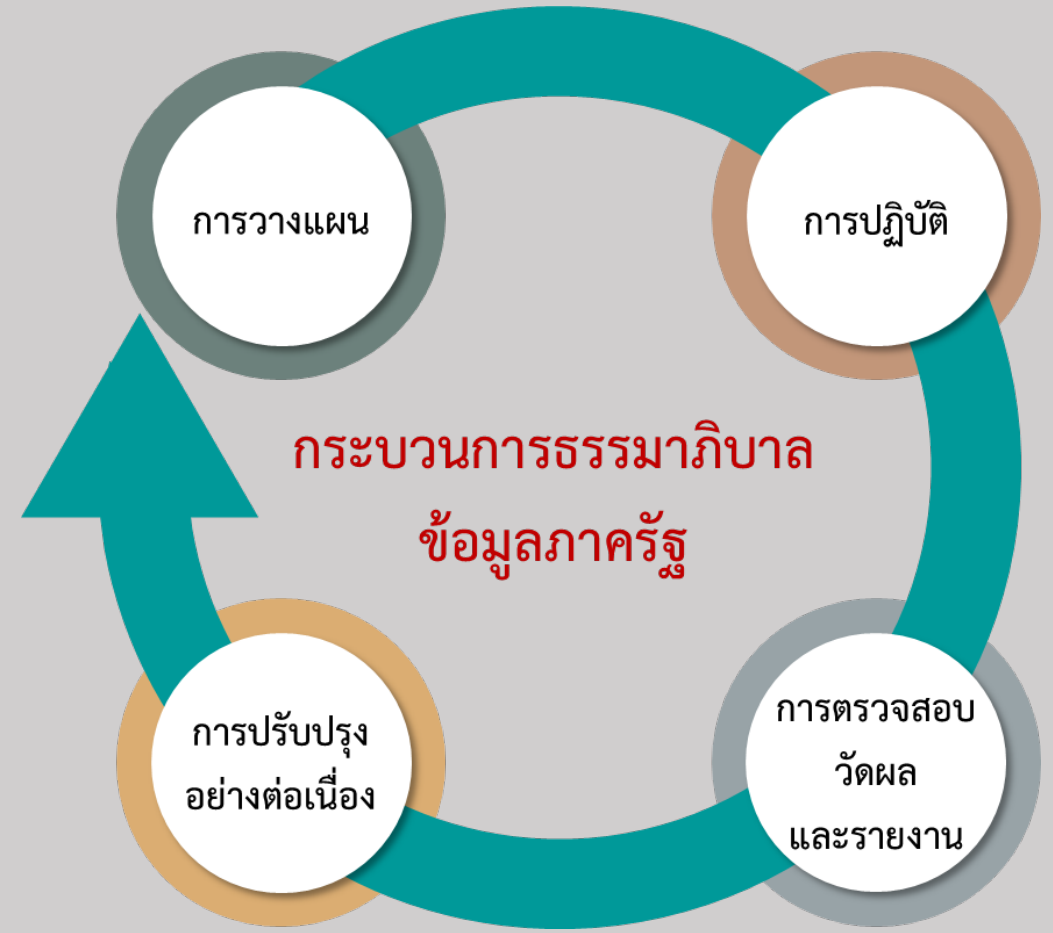 การวางแผน
การปฏิบัติ
กระบวนการธรรมาภิบาล
ข้อมูลภาครัฐ
การปรับปรุง
อย่างต่อเนื่อง
การตรวจสอบ
วัดผล
และรายงาน